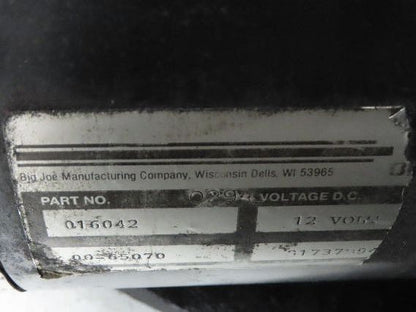 Big Joe Manufacturing Company, Wisconsin Dells, WI 53965
PART NO. VOLTAGE D.C.
016042 12 VOLT